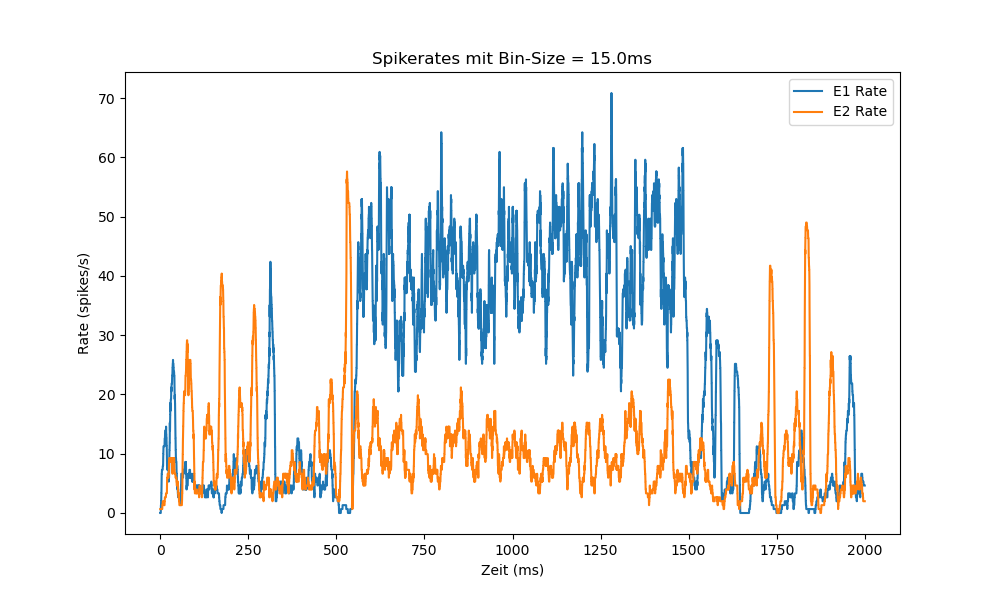 Spikerates mit Bin-Size = 15.0ms
E1 Rate
E2 Rate
70
60
50
40
30
20
10
0
Rate (spikes/s)
0 250 500 750 1000 1250 1500 1750 2000
Zeit (ms)